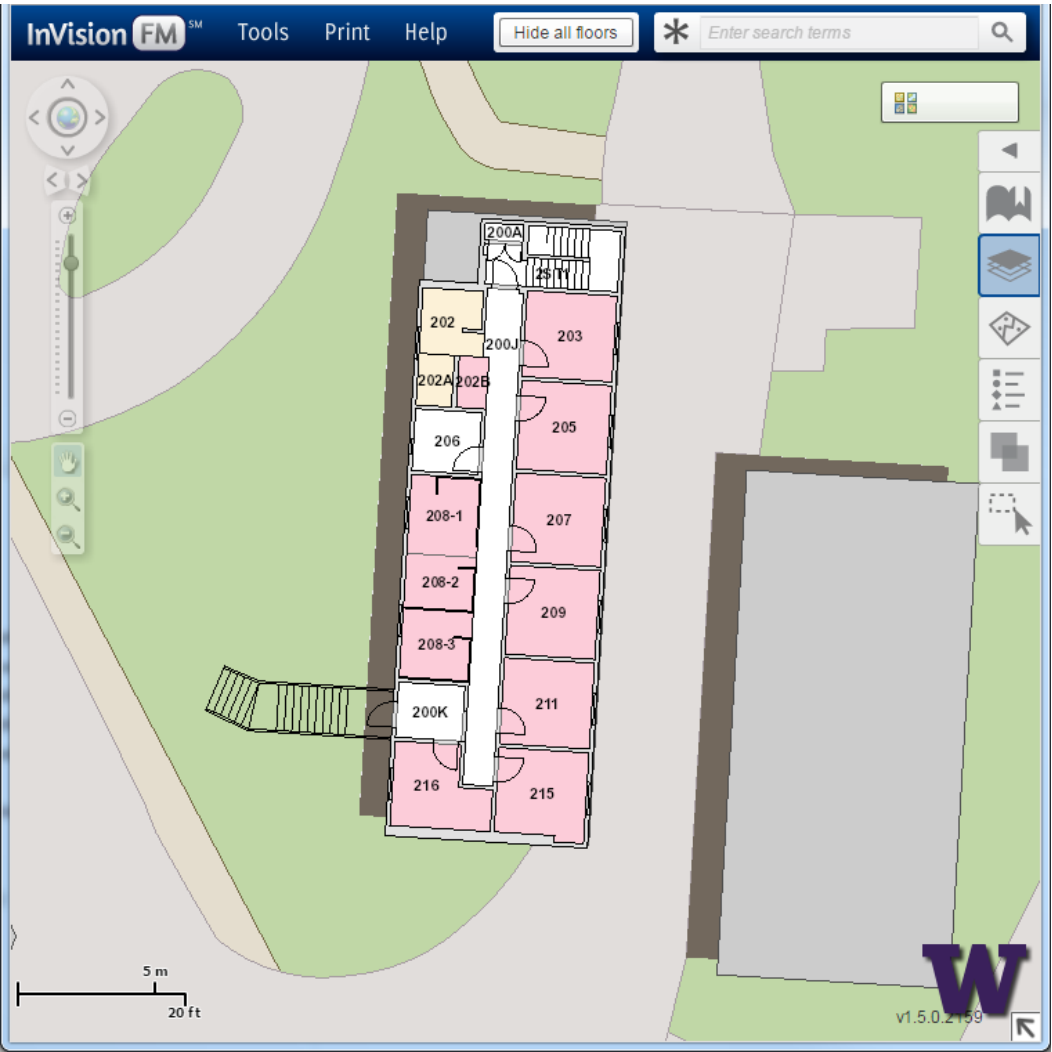 InVision FM SM Tools Print Help Hide all floors Enter search terms
200A
2ST1
202
200J
203
202A 202B
205
206
208-1
207
208-2
209
208-3
211
200K
216
215
5 m
20 ft
W
v1.5.0.2159